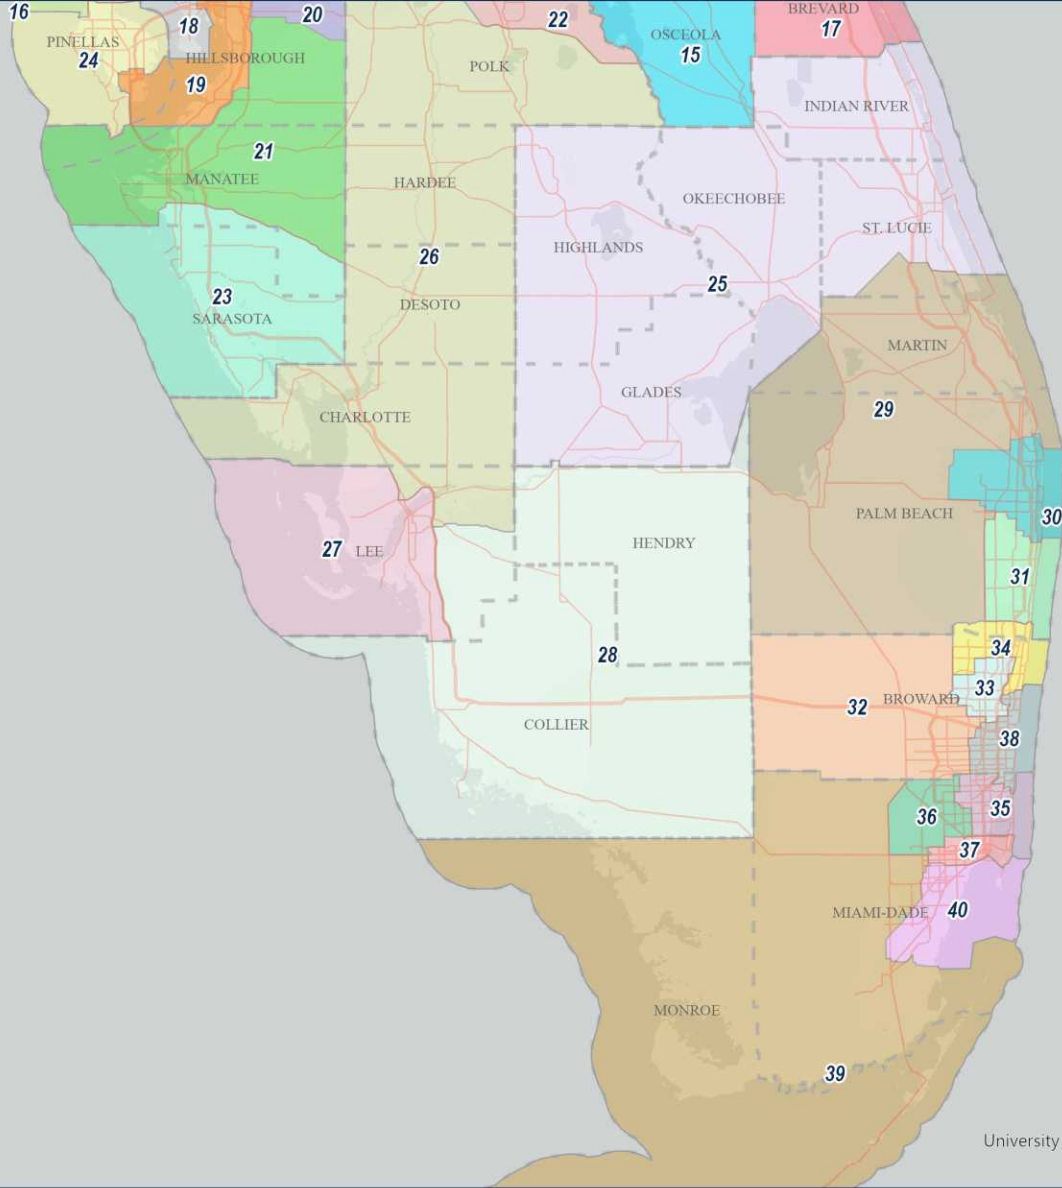 16
18
20
22
BREVARD
17
PINELLAS
24
HILLSBOROUGH
19
POLK
OSCEOLA
15
INDIAN RIVER
21
MANATEE
HARDEE
OKEECHOBEE
ST. LUCIE
HIGHLANDS
26
25
23
SARASOTA
DESOTO
MARTIN
GLADES
29
CHARLOTTE
PALM BEACH
30
27 LEE
HENDRY
31
28
34
33
BROWARD
32
COLLIER
38
36
35
37
MIAMI-DADE
40
MONROE
39
University